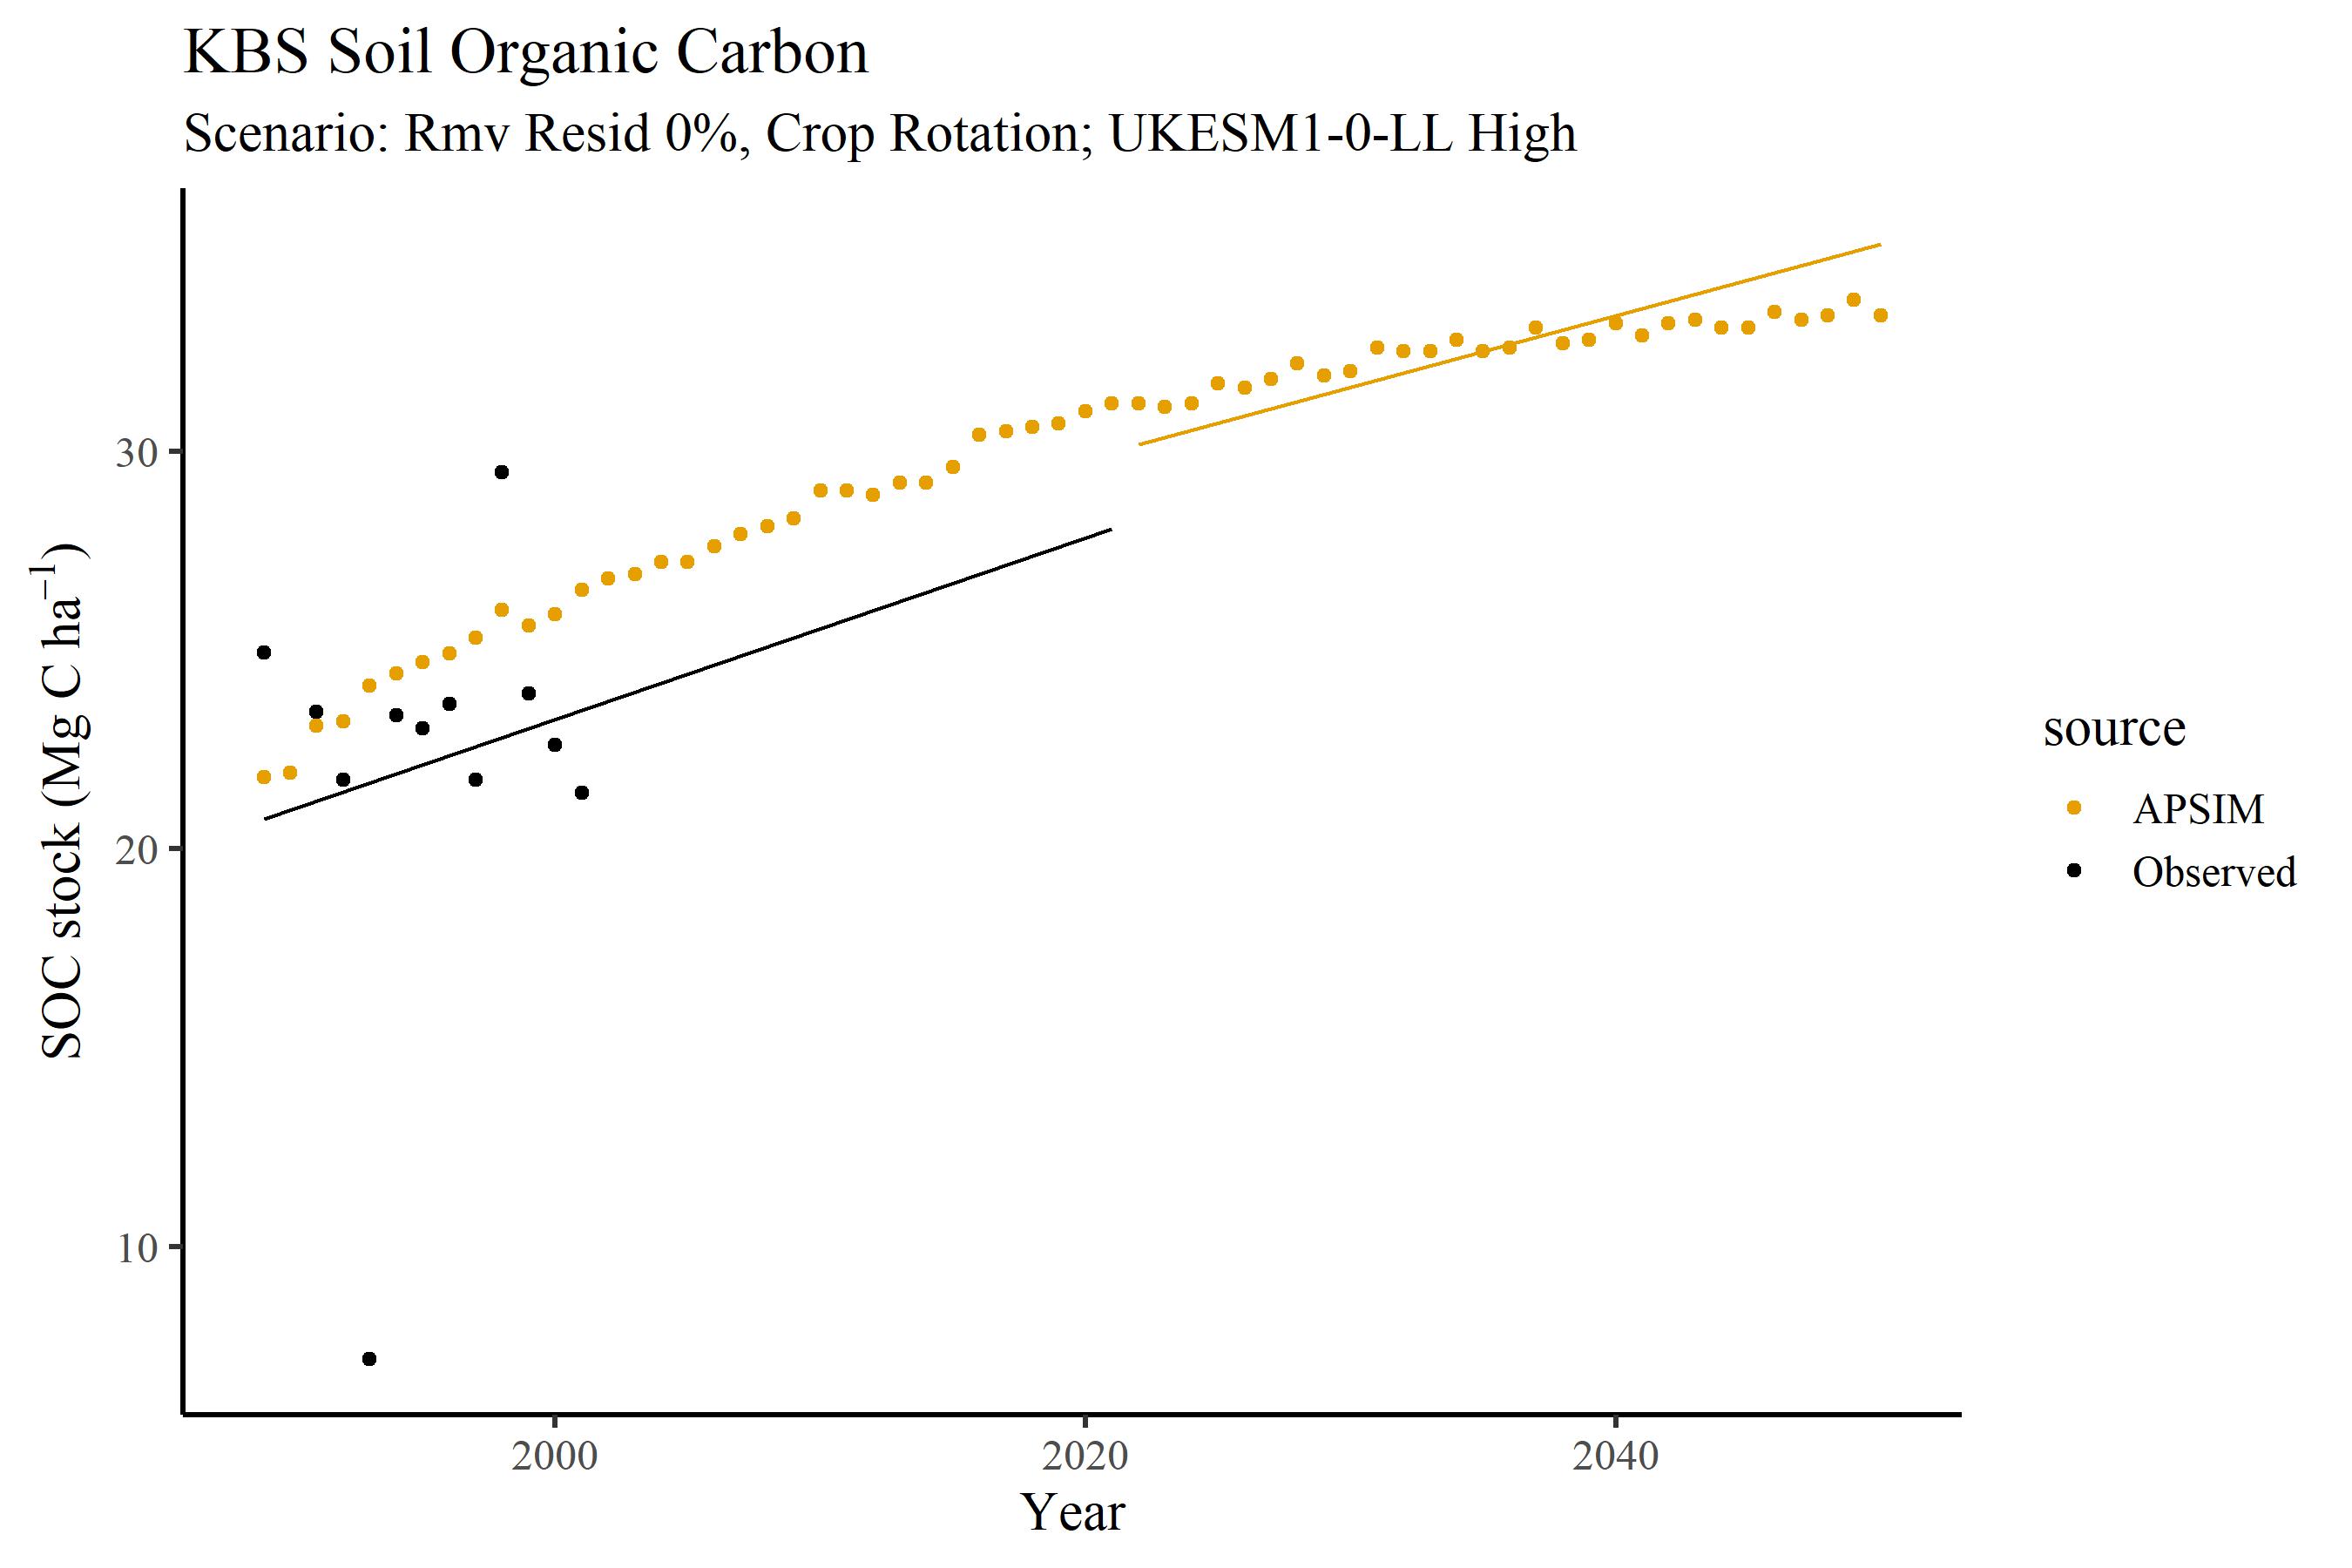 KBS Soil Organic Carbon
Scenario: Rmv Resid 0%, Crop Rotation; UKESM1-0-LL High
SOC stock (Mg C ha⁻¹)
30
20
10
2000
2020
2040
Year
source
APSIM
Observed